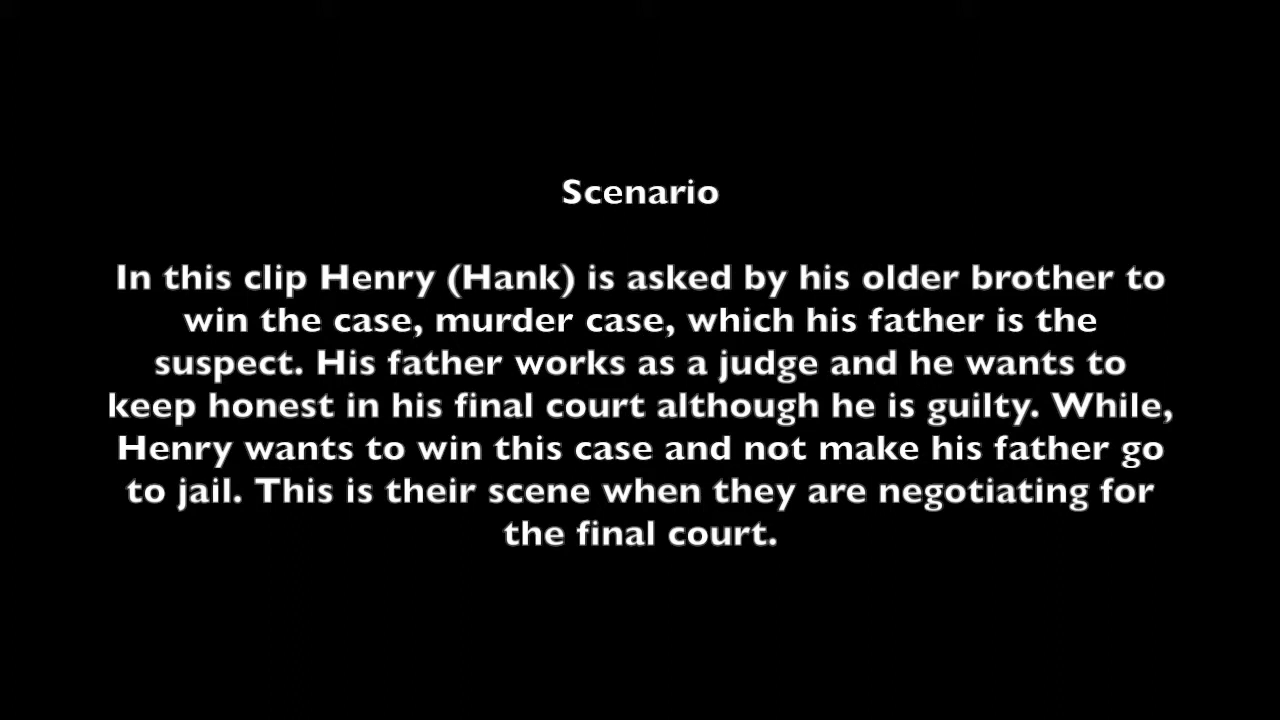 Scenario
In this clip Henry (Hank) is asked by his older brother to
win the case, murder case, which his father is the
suspect. His father works as a judge and he wants to
keep honest in his final court although he is guilty. While,
Henry wants to win this case and not make his father go
to jail. This is their scene when they are negotiating for
the final court.